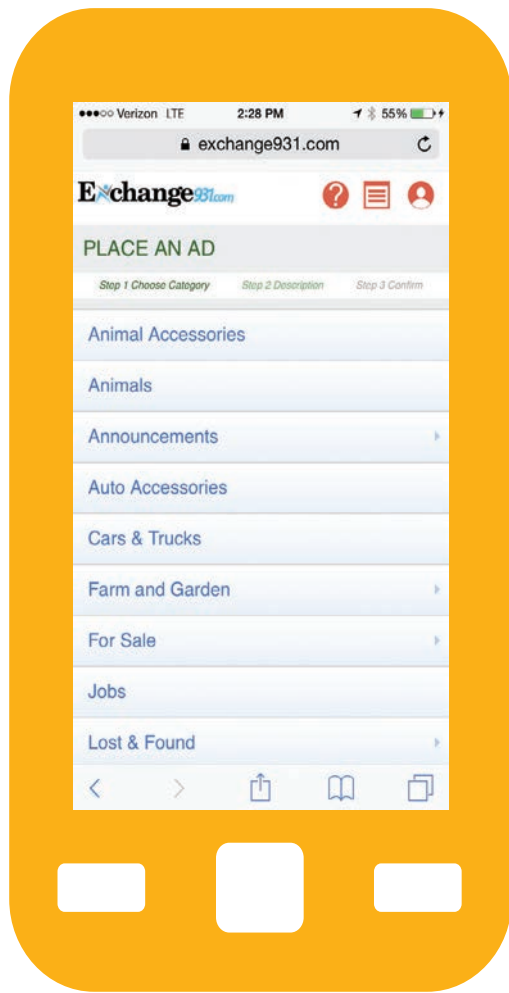 Verizon LTE 2:28 PM 55%
exchange931.com
Exchange931.com
PLACE AN AD
Step 1 Choose Category Step 2 Description Step 3 Confirm
Animal Accessories
Animals
Announcements
Auto Accessories
Cars & Trucks
Farm and Garden
For Sale
Jobs
Lost & Found